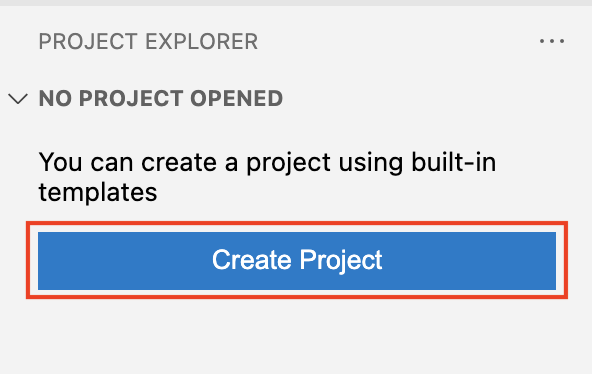 PROJECT EXPLORER
NO PROJECT OPENED
You can create a project using built-in
templates
Create Project